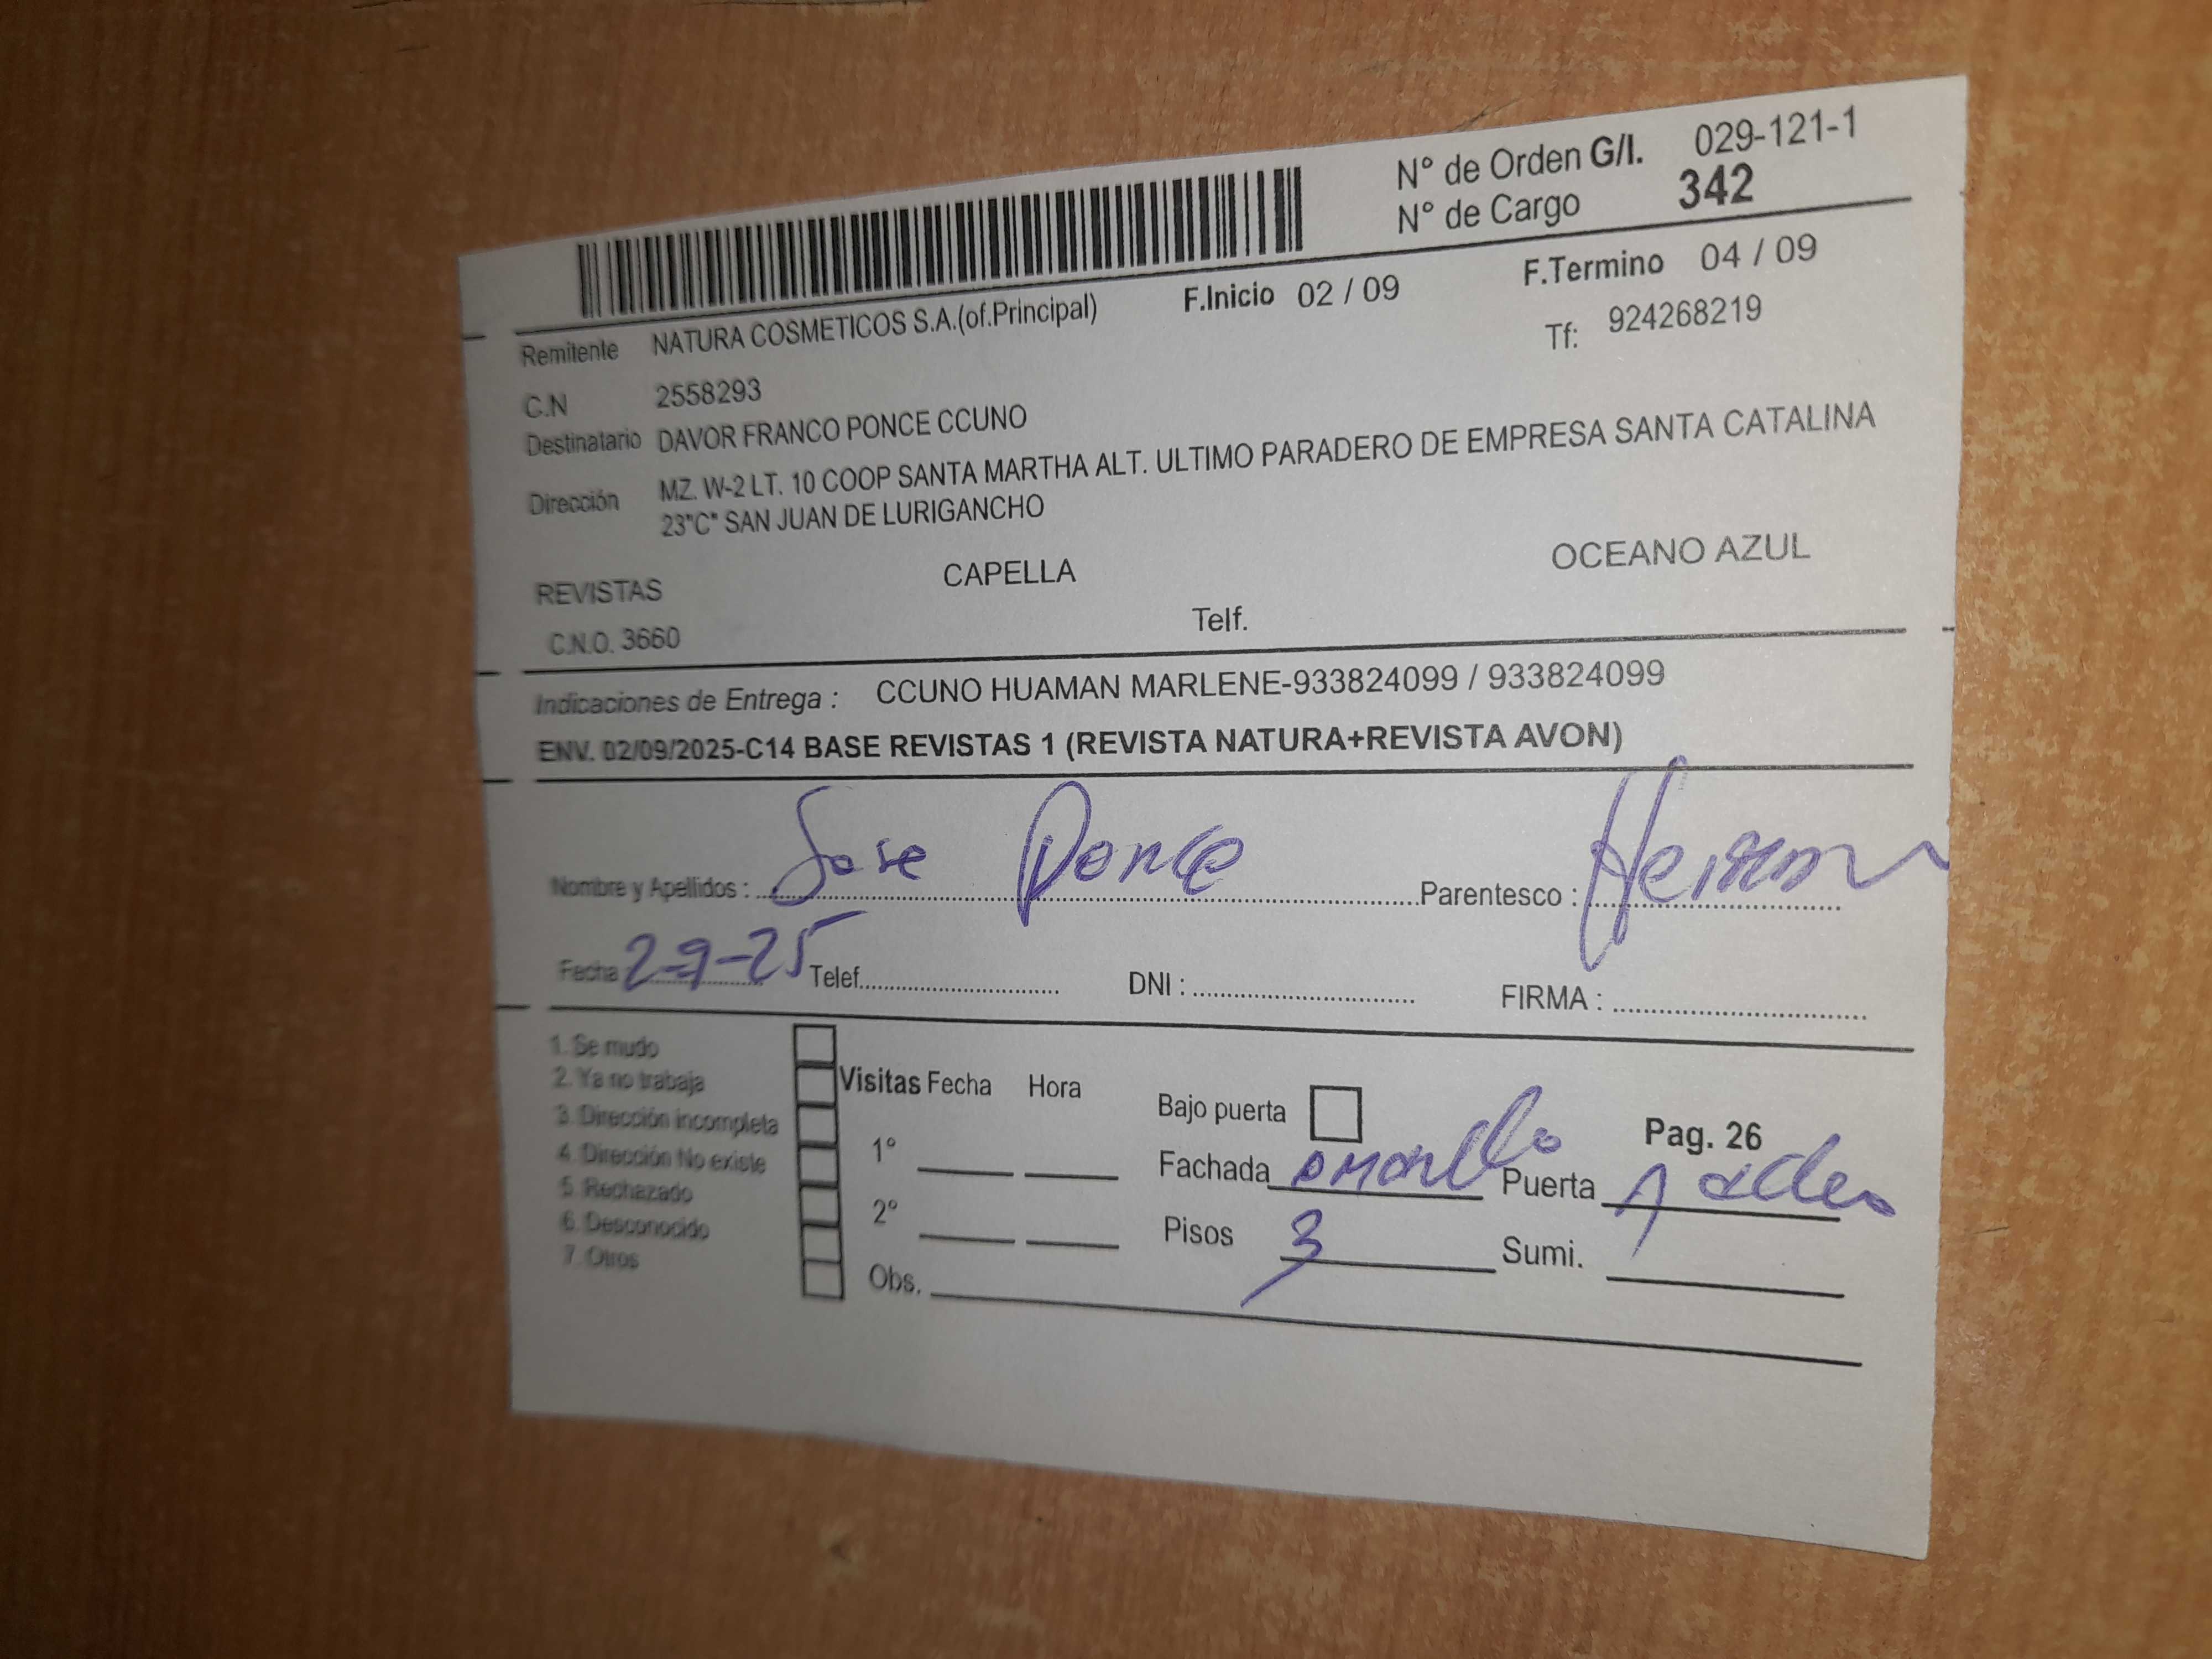 N° de Orden G/I. 029-121-1
N° de Cargo 342
Remitente NATURA COSMETICOS S.A.(of.Principal) F.Inicio 02 / 09 F.Termino 04 / 09
C.N 2558293 Tf: 924268219
Destinatario DAVOR FRANCO PONCE CCUNO
Dirección MZ. W-2 LT. 10 COOP SANTA MARTHA ALT. ULTIMO PARADERO DE EMPRESA SANTA CATALINA
23"C" SAN JUAN DE LURIGANCHO
REVISTAS CAPELLA OCEANO AZUL
C.N.O. 3660 Telf.
Indicaciones de Entrega : CCUNO HUAMAN MARLENE-933824099 / 933824099
ENV. 02/09/2025-C14 BASE REVISTAS 1 (REVISTA NATURA+REVISTA AVON)
Nombre y Apellidos : Jose Ponce Parentesco :
Fecha 2-9-25 Telef. DNI : FIRMA :
1. Se mudo
2. Ya no trabaja
3. Dirección incompleta
4. Dirección No existe
5. Rechazado
6. Desconocido
7. Otros
Visitas Fecha Hora
1°
2°
Obs.
Bajo puerta Pag. 26
Fachada amarillo Puerta
Pisos 3 Sumi.